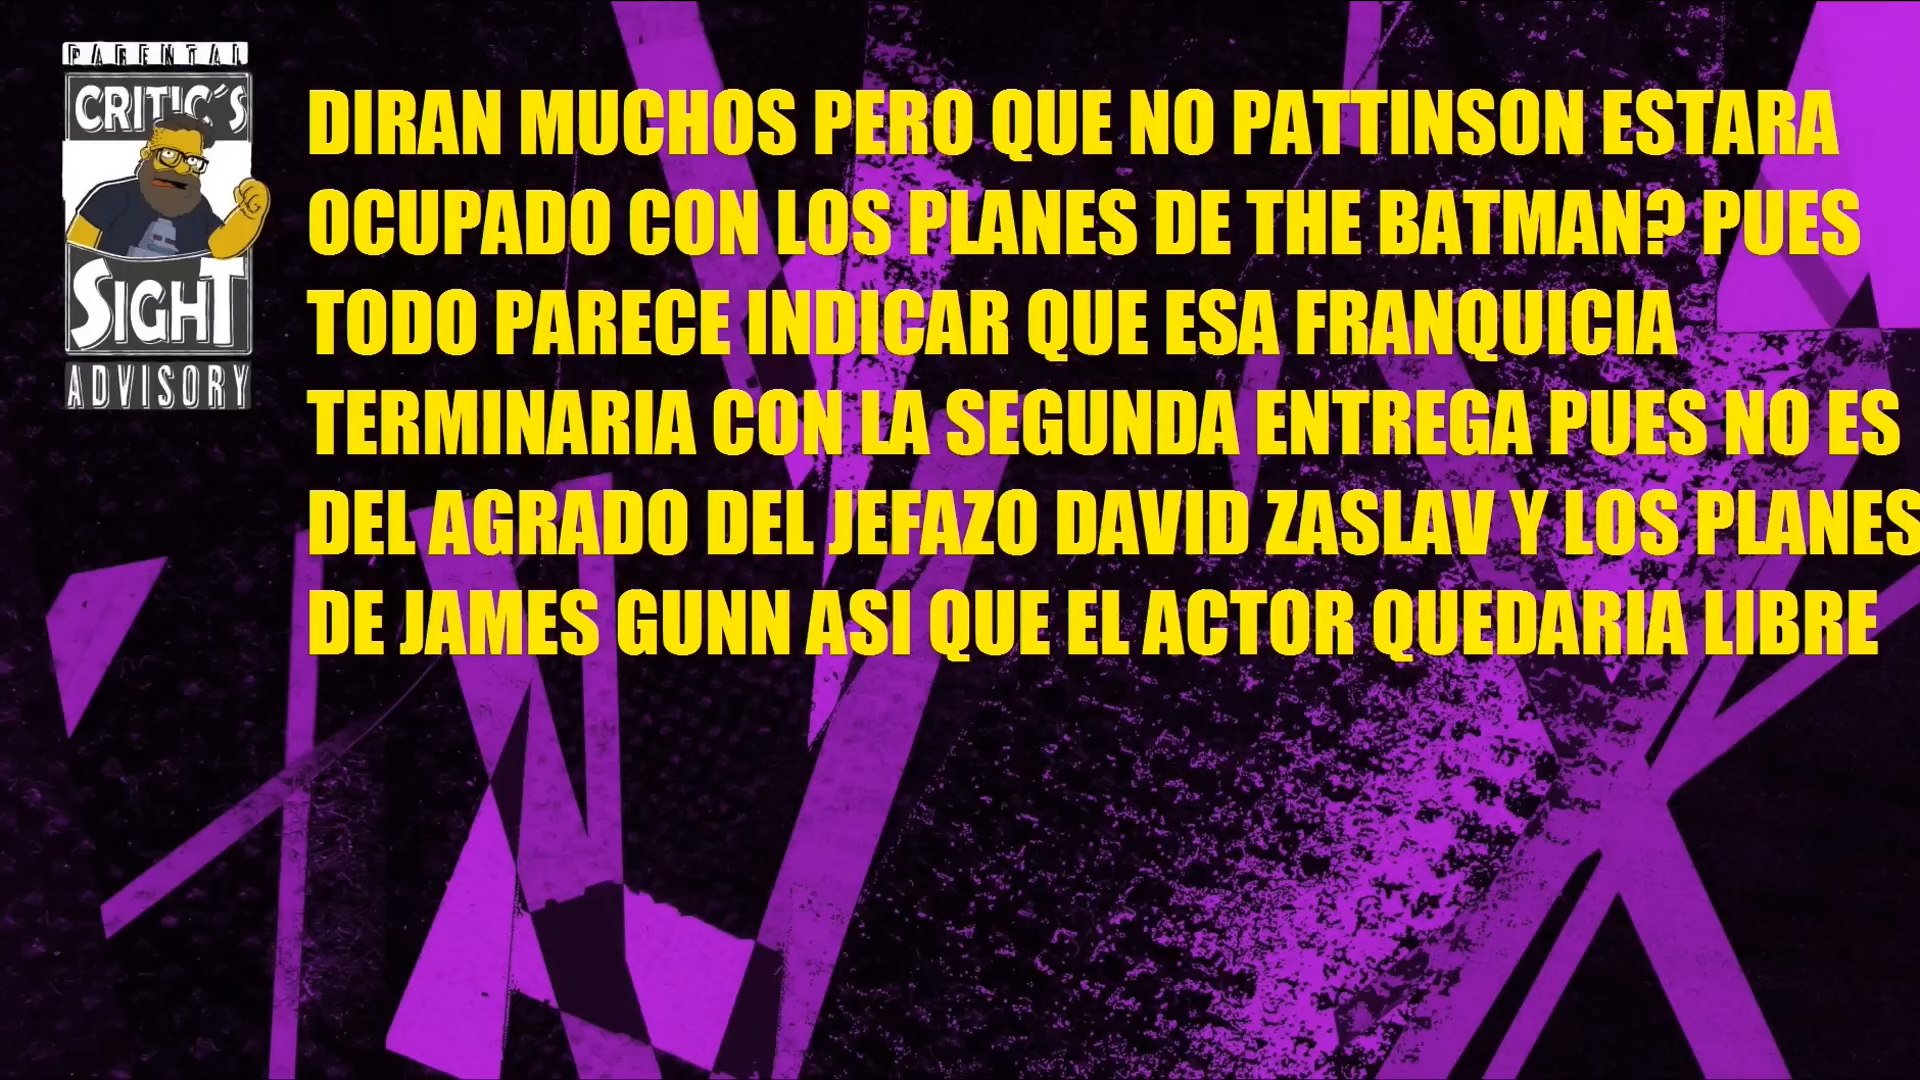 PARENTAL
CRITIC´S
SIGHT
ADVISORY
DIRAN MUCHOS PERO QUE NO PATTINSON ESTARA
OCUPADO CON LOS PLANES DE THE BATMAN? PUES
TODO PARECE INDICAR QUE ESA FRANQUICIA
TERMINARIA CON LA SEGUNDA ENTREGA PUES NO ES
DEL AGRADO DEL JEFAZO DAVID ZASLAV Y LOS PLANES
DE JAMES GUNN ASI QUE EL ACTOR QUEDARIA LIBRE